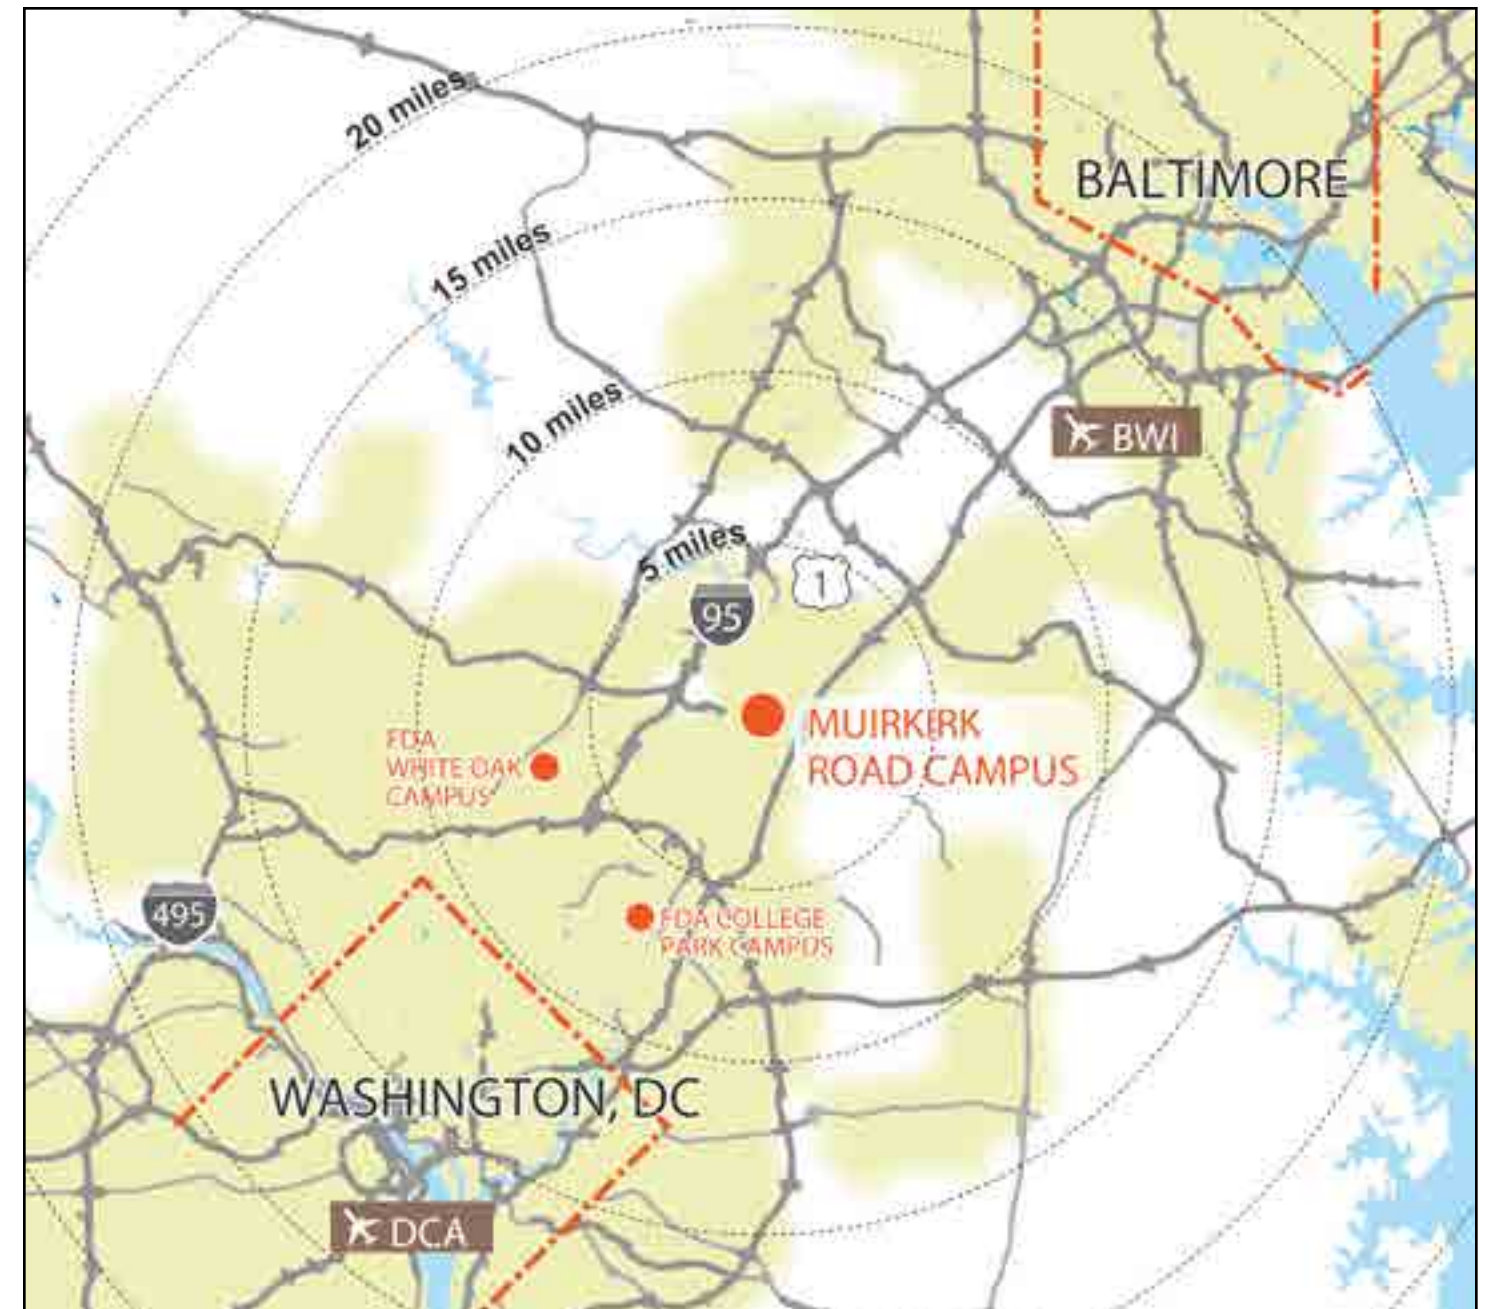 20 miles
BALTIMORE
15 miles
10 miles
BWI
5 miles
1
95
MUIRKIRK
ROAD CAMPUS
FDA
WHITE OAK
CAMPUS
495
FDA COLLEGE
PARK CAMPUS
WASHINGTON, DC
DCA